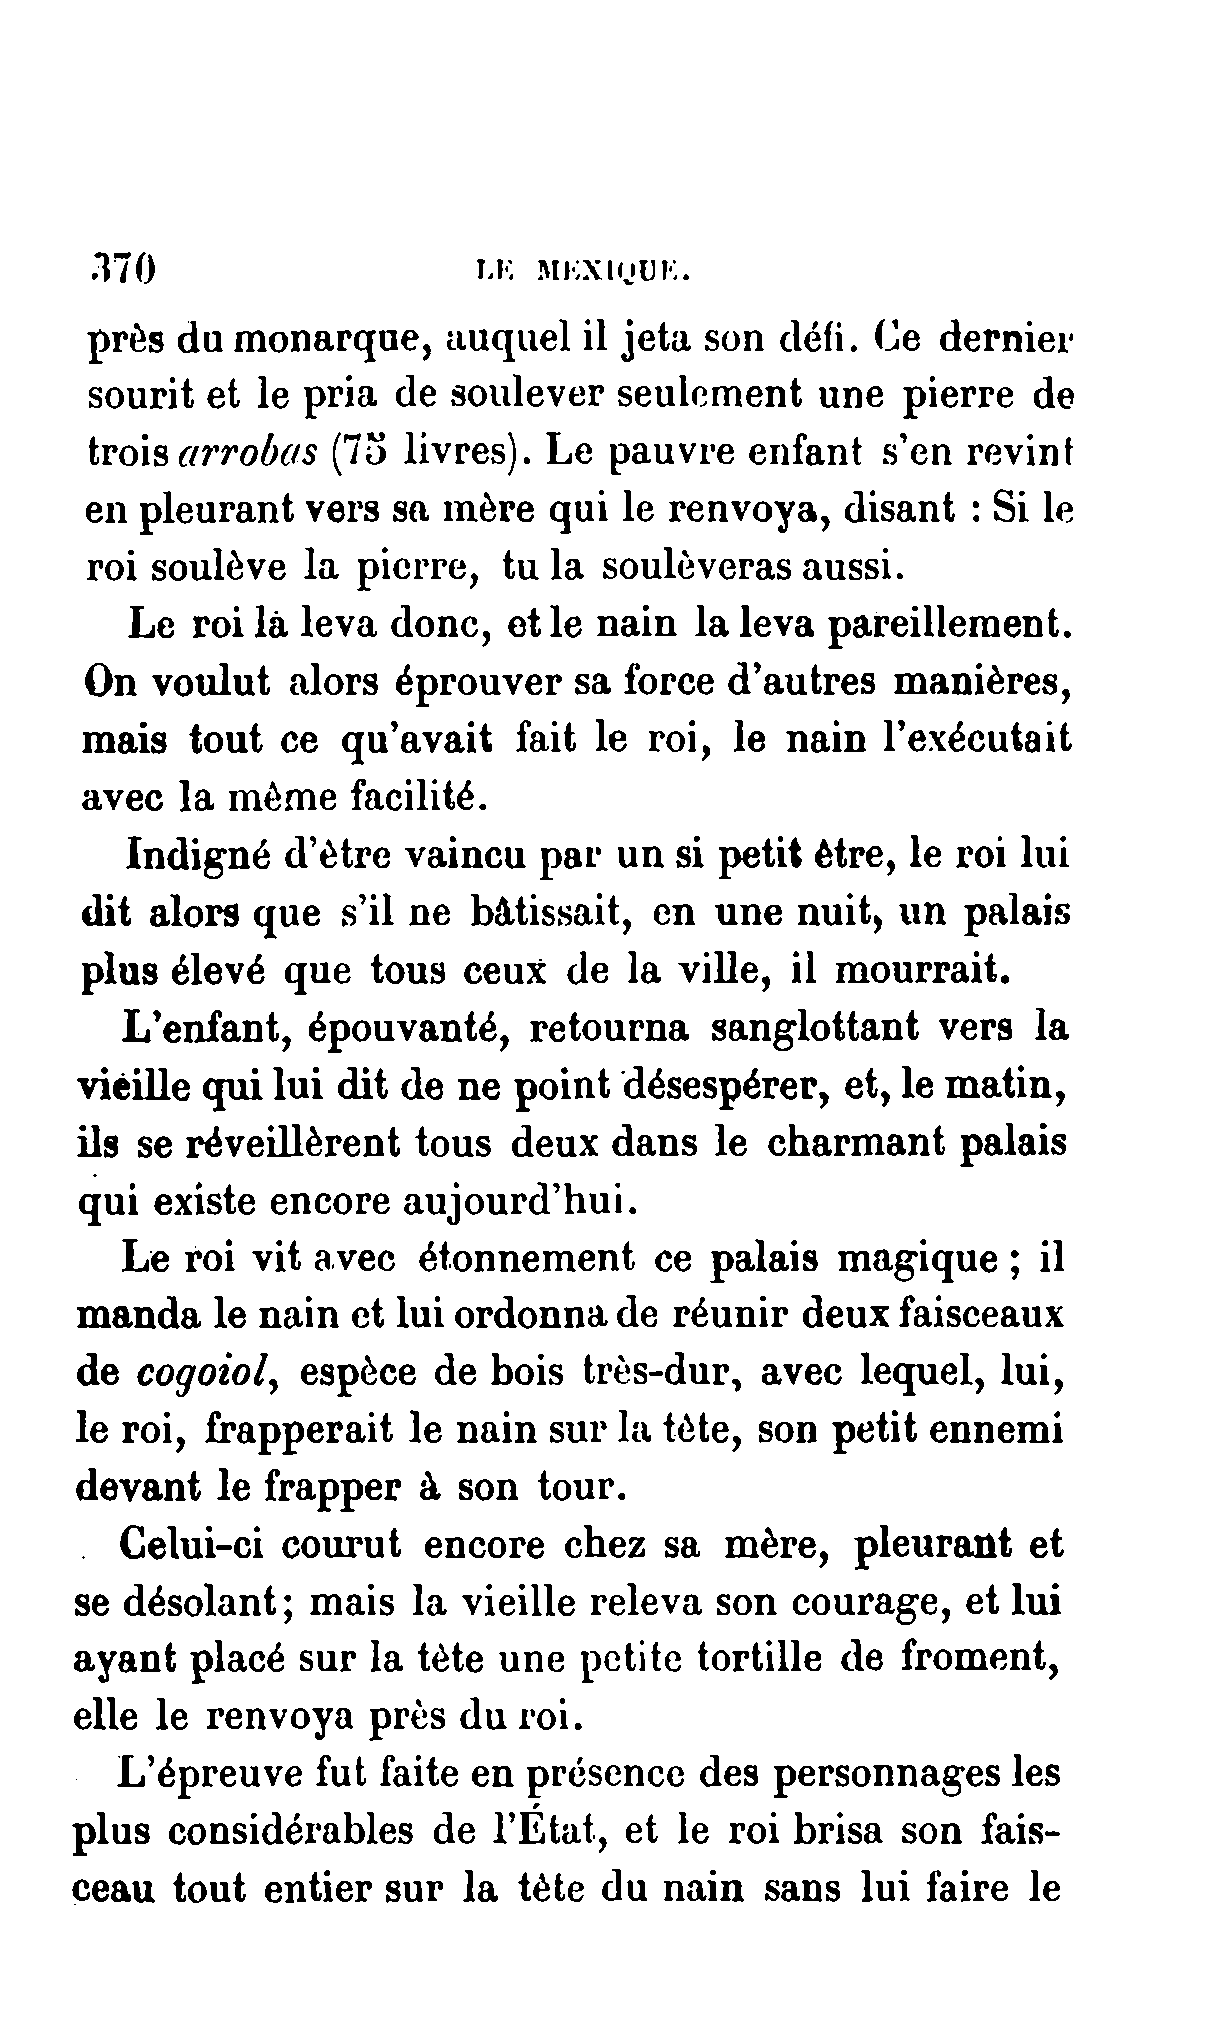 370 LE MEXIQUE.
près du monarque, auquel il jeta son défi. Ce dernier
sourit et le pria de soulever seulement une pierre de
trois arrobas (75 livres). Le pauvre enfant s'en revint
en pleurant vers sa mère qui le renvoya, disant : Si le
roi soulève la pierre, tu la soulèveras aussi.
Le roi la leva donc, et le nain la leva pareillement.
On voulut alors éprouver sa force d'autres manières,
mais tout ce qu'avait fait le roi, le nain l'exécutait
avec la même facilité.
Indigné d'être vaincu par un si petit être, le roi lui
dit alors que s'il ne bâtissait, en une nuit, un palais
plus élevé que tous ceux de la ville, il mourrait.
L'enfant, épouvanté, retourna sanglottant vers la
vieille qui lui dit de ne point désespérer, et, le matin,
ils se réveillèrent tous deux dans le charmant palais
qui existe encore aujourd'hui.
Le roi vit avec étonnement ce palais magique ; il
manda le nain et lui ordonna de réunir deux faisceaux
de cogoiol, espèce de bois très-dur, avec lequel, lui,
le roi, frapperait le nain sur la tête, son petit ennemi
devant le frapper à son tour.
Celui-ci courut encore chez sa mère, pleurant et
se désolant; mais la vieille releva son courage, et lui
ayant placé sur la tête une petite tortille de froment,
elle le renvoya près du roi.
L'épreuve fut faite en présence des personnages les
plus considérables de l'État, et le roi brisa son fais-
ceau tout entier sur la tête du nain sans lui faire le